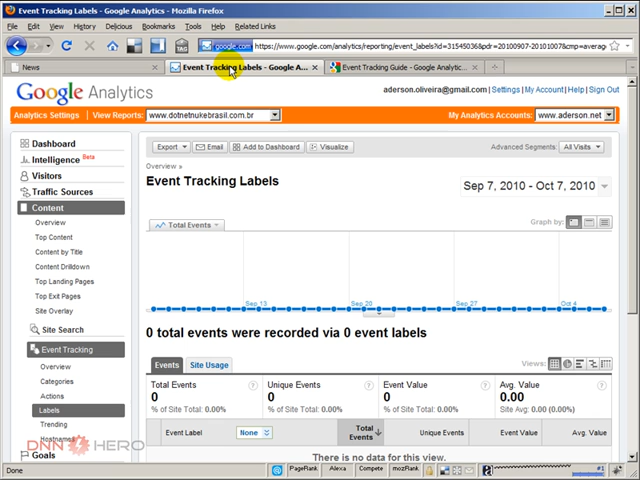 Event Tracking Labels - Google Analytics - Mozilla Firefox
File Edit View History Delicious Bookmarks Tools Related Links
TAG google.com https://www.google.com/analytics/reporting/event_labels?id=31545036&pdr=20100907-20101007&cmp=averag
News Event Tracking Labels - Google A... Event Tracking Guide - Google Analytic...
Google Analytics
aderson.oliveira@gmail.com | Settings | My Account | Help | Sign Out
Analytics Settings View Reports: www.dotnetnukebrasil.com.br My Analytics Accounts: www.aderson.net
Dashboard
Intelligence Beta
Visitors
Traffic Sources
Content
Overview
Top Content
Content by Title
Content Drilldown
Top Landing Pages
Top Exit Pages
Site Overlay
Site Search
Event Tracking
Overview
Categories
Actions
Labels
Trending
Hostnames
Goals
DNN HERO
Export Email Add to Dashboard Visualize Advanced Segments: All Visits
Overview »
Event Tracking Labels
Sep 7, 2010 - Oct 7, 2010
Total Events Graph by:
Sep 13 Sep 20 Sep 27 Oct 4
0 total events were recorded via 0 event labels
Events Site Usage Views:
Total Events ? Unique Events ? Event Value ? Avg. Value ?
0 0 0 0.00
% of Site Total: 0.00% % of Site Total: 0.00% % of Site Total: 0.00% Site Avg: 0.00 (0.00%)
Event Label None Total Events Unique Events Event Value Avg. Value
There is no data for this view.
Done PageRank Alexa Compete mozRank #1